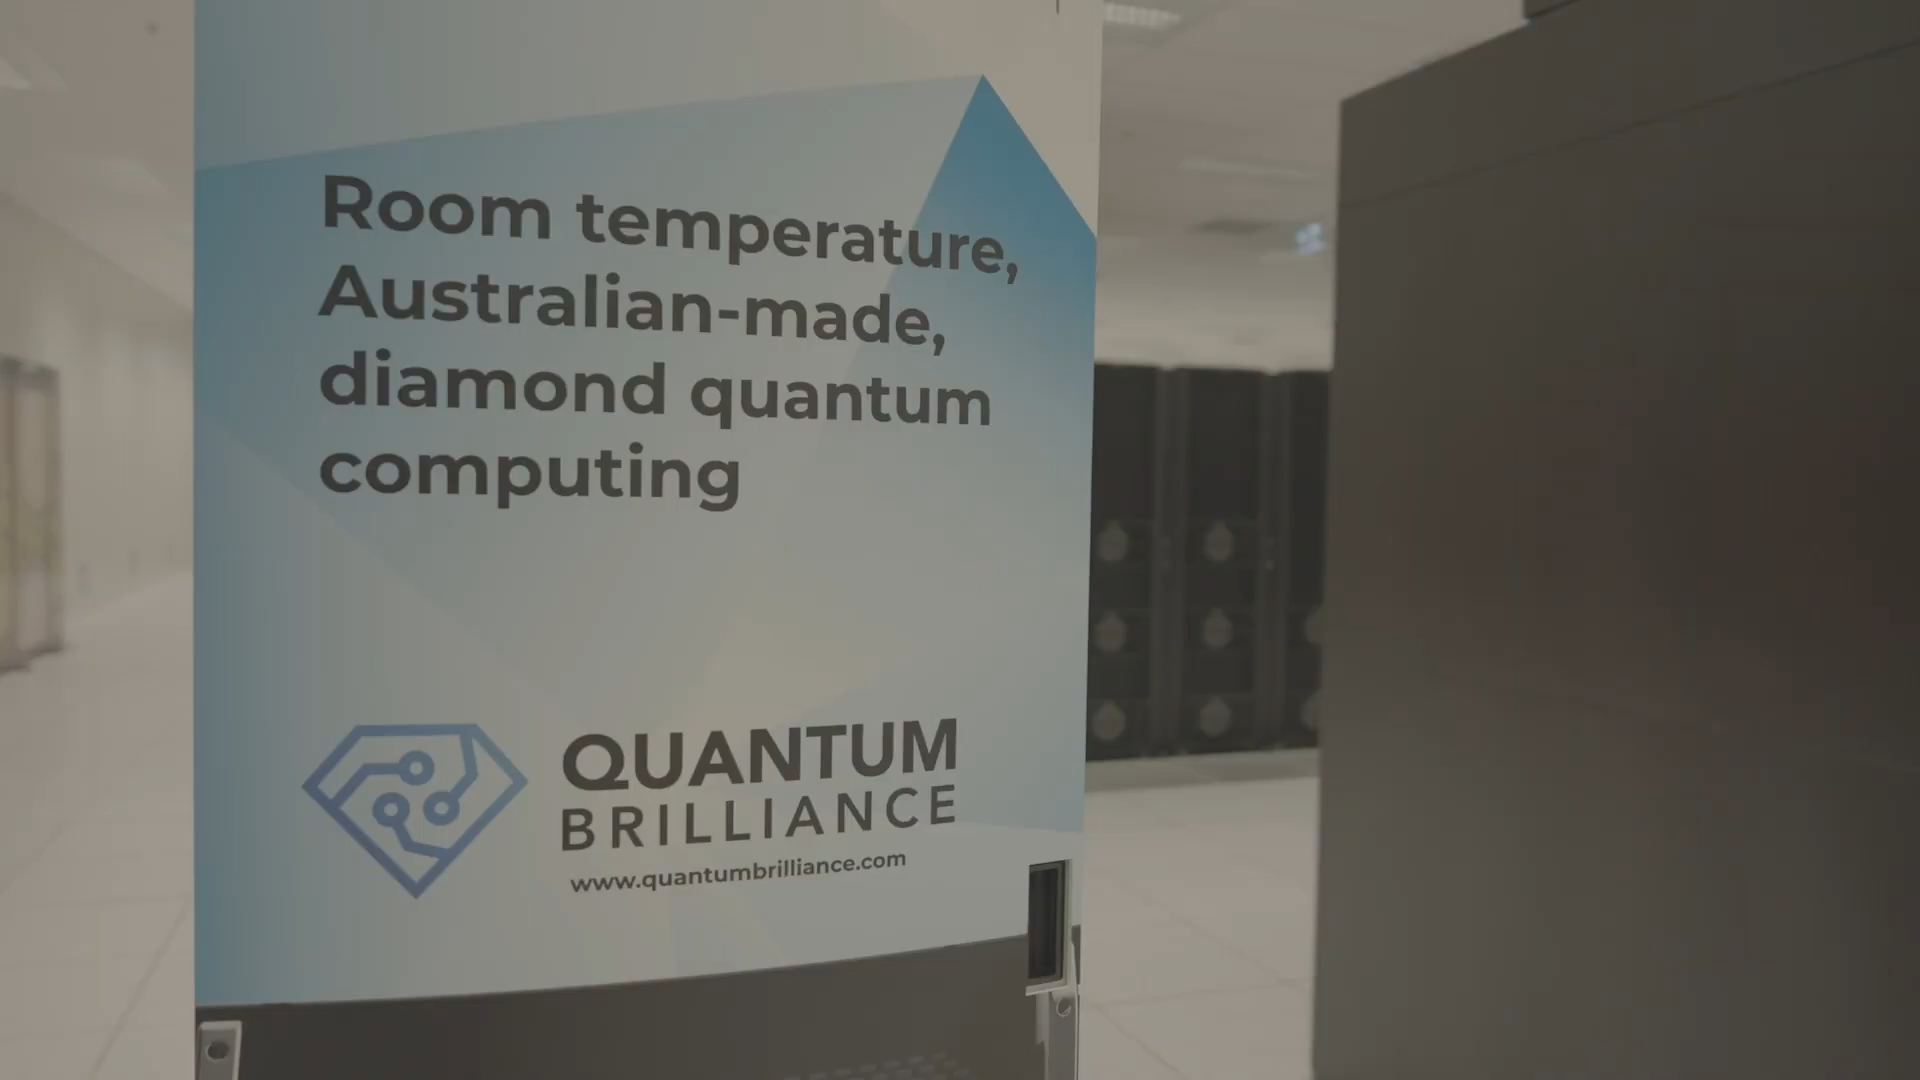 Room temperature,
Australian-made,
diamond quantum
computing
QUANTUM
BRILLIANCE
www.quantumbrilliance.com